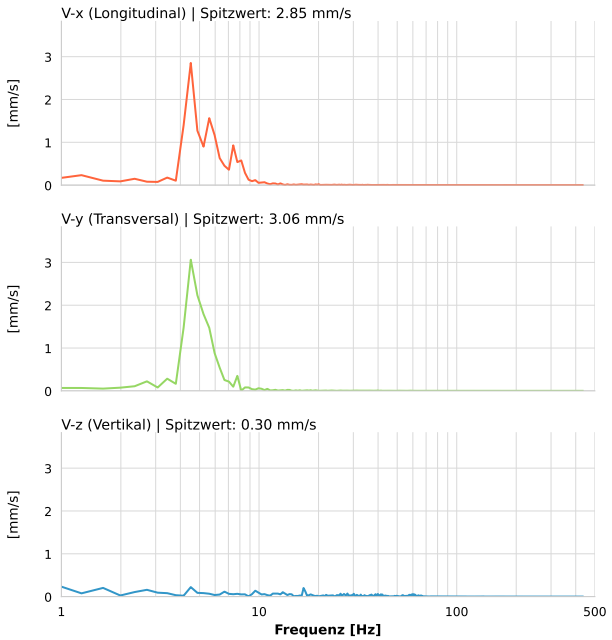 V-x (Longitudinal) | Spitzwert: 2.85 mm/s
[mm/s]
3
2
1
0
V-y (Transversal) | Spitzwert: 3.06 mm/s
[mm/s]
3
2
1
0
V-z (Vertikal) | Spitzwert: 0.30 mm/s
[mm/s]
3
2
1
0
1 10 100 500
Frequenz [Hz]